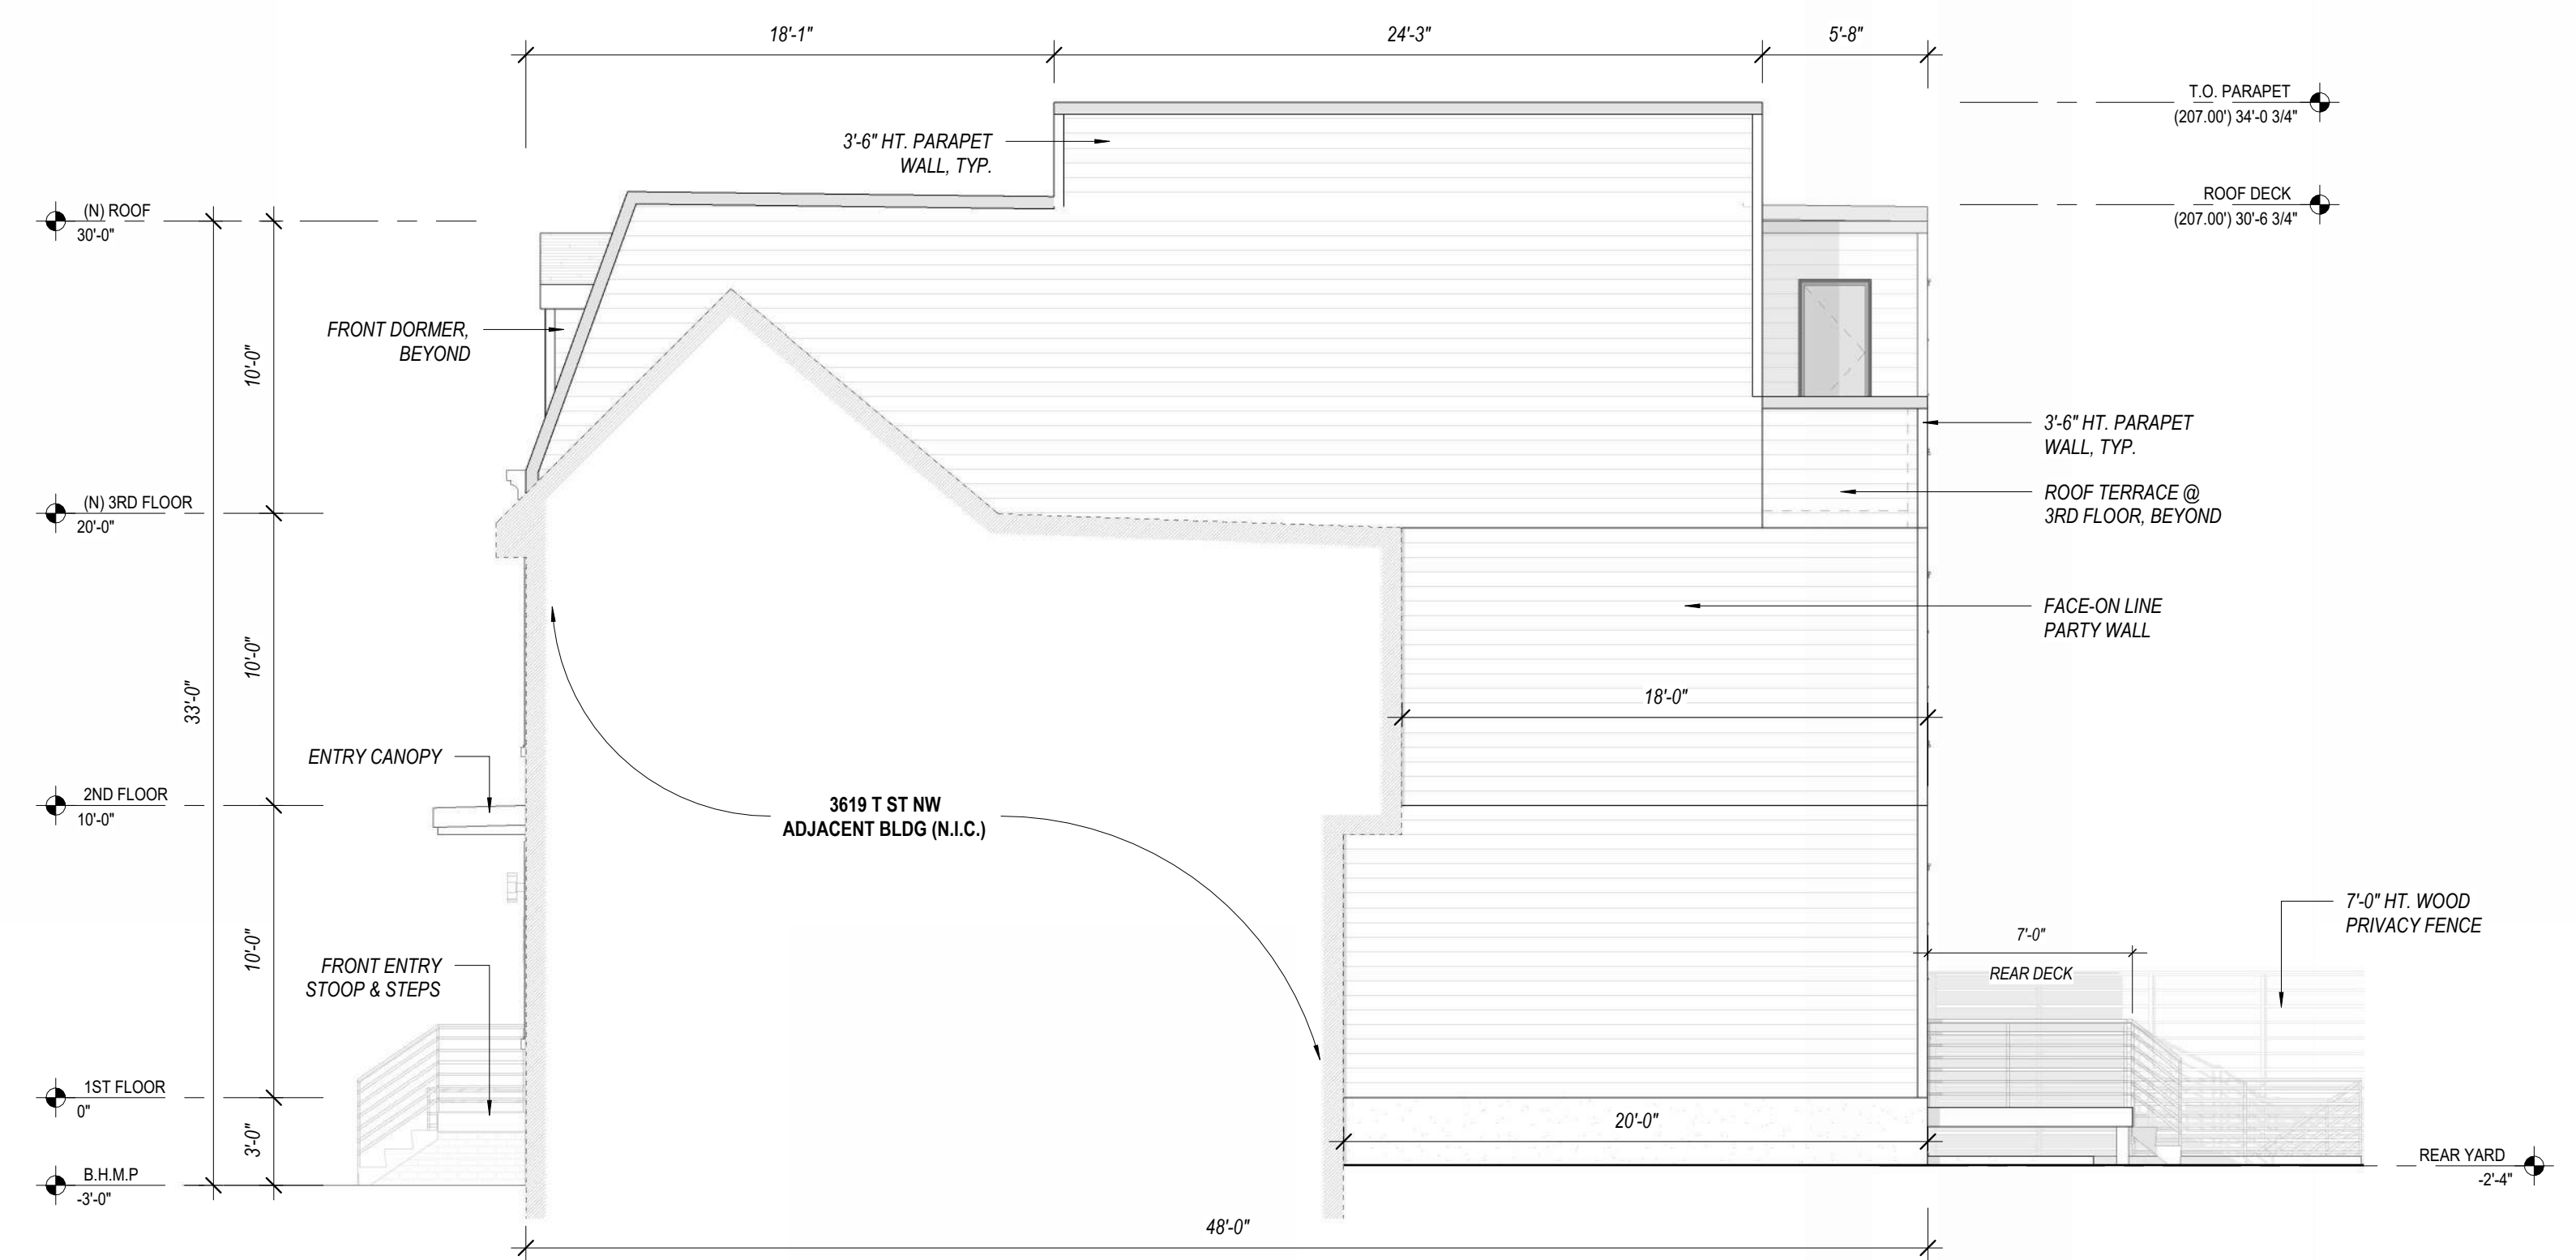 18'-1"
24'-3"
5'-8"
T.O. PARAPET
(207.00') 34'-0 3/4"
3'-6" HT. PARAPET
WALL, TYP.
ROOF DECK
(207.00') 30'-6 3/4"
(N) ROOF
30'-0"
FRONT DORMER,
BEYOND
10'-0"
3'-6" HT. PARAPET
WALL, TYP.
ROOF TERRACE @
3RD FLOOR, BEYOND
(N) 3RD FLOOR
20'-0"
FACE-ON LINE
PARTY WALL
10'-0"
33'-0"
18'-0"
ENTRY CANOPY
2ND FLOOR
10'-0"
3619 T ST NW
ADJACENT BLDG (N.I.C.)
7'-0" HT. WOOD
PRIVACY FENCE
10'-0"
7'-0"
REAR DECK
FRONT ENTRY
STOOP & STEPS
1ST FLOOR
0"
20'-0"
3'-0"
B.H.M.P
-3'-0"
REAR YARD
-2'-4"
48'-0"